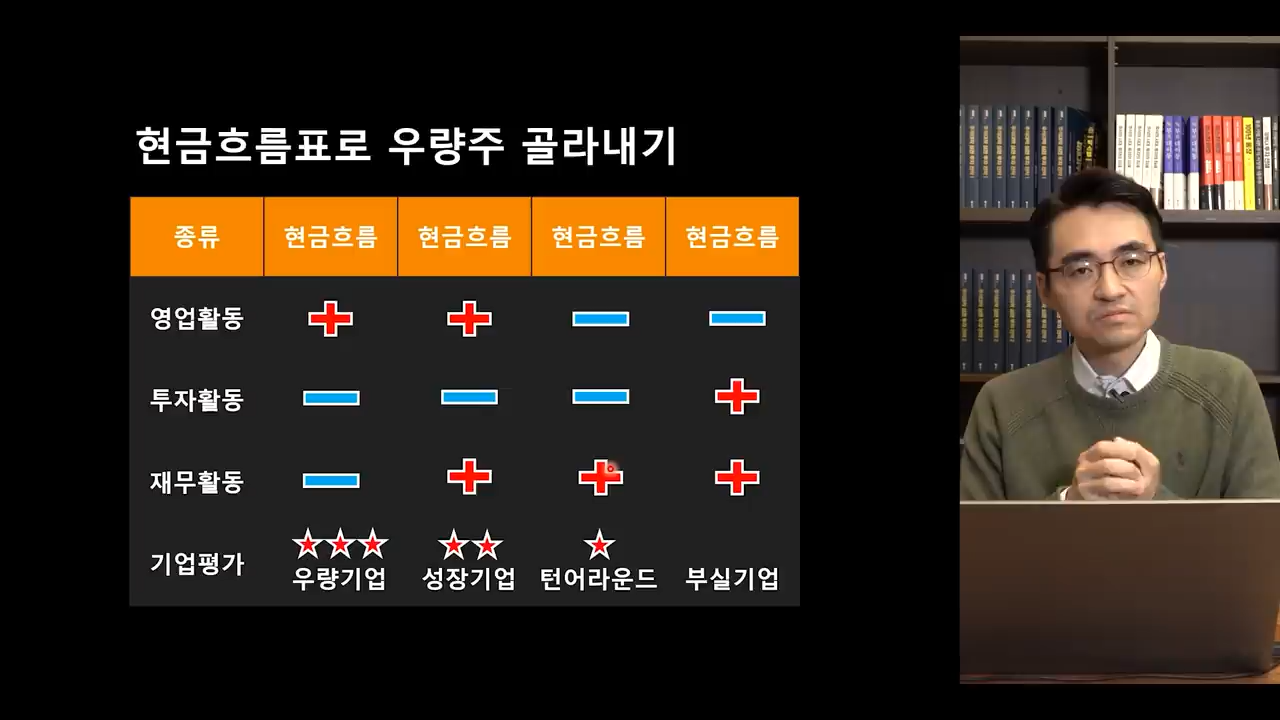 현금흐름표로 우량주 골라내기
종류 현금흐름 현금흐름 현금흐름 현금흐름
영업활동
투자활동
재무활동
기업평가
우량기업 성장기업 턴어라운드 부실기업